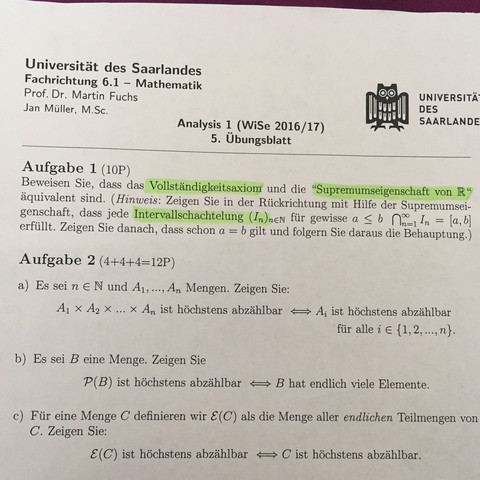 Universität des Saarlandes
Fachrichtung 6.1 – Mathematik
Prof. Dr. Martin Fuchs
Jan Müller, M.Sc.
UNIVERSITÄT
DES
SAARLANDE
Analysis 1 (WiSe 2016/17)
5. Übungsblatt
Aufgabe 1 (10P)
Beweisen Sie, dass das Vollständigkeitsaxiom und die “Supremumseigenschaft von ℝ“
äquivalent sind. (Hinweis: Zeigen Sie in der Rückrichtung mit Hilfe der Supremumsei-
genschaft, dass jede Intervallschachtelung (Iₙ)ₙ∈ℕ für gewisse a ≤ b ⋂∞ₙ₌₁ Iₙ = [a, b]
erfüllt. Zeigen Sie danach, dass schon a = b gilt und folgern Sie daraus die Behauptung.)
Aufgabe 2 (4+4+4=12P)
a) Es sei n ∈ ℕ und A₁, ..., Aₙ Mengen. Zeigen Sie:
A₁ × A₂ × ... × Aₙ ist höchstens abzählbar ⟺ Aᵢ ist höchstens abzählbar
für alle i ∈ {1, 2, ..., n}.
b) Es sei B eine Menge. Zeigen Sie
𝒫(B) ist höchstens abzählbar ⟺ B hat endlich viele Elemente.
c) Für eine Menge C definieren wir ℰ(C) als die Menge aller endlichen Teilmengen von
C. Zeigen Sie:
ℰ(C) ist höchstens abzählbar ⟺ C ist höchstens abzählbar.